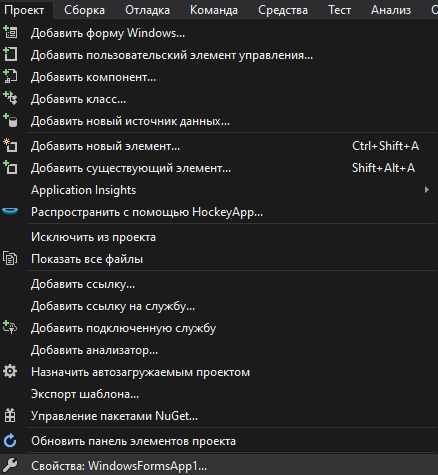 Проект Сборка Отладка Команда Средства Тест Анализ
Добавить форму Windows...
Добавить пользовательский элемент управления...
Добавить компонент...
Добавить класс...
Добавить новый источник данных...
Добавить новый элемент... Ctrl+Shift+A
Добавить существующий элемент... Shift+Alt+A
Application Insights
Распространить с помощью HockeyApp...
Исключить из проекта
Показать все файлы
Добавить ссылку...
Добавить ссылку на службу...
Добавить подключенную службу
Добавить анализатор...
Назначить автозагружаемым проектом
Экспорт шаблона...
Управление пакетами NuGet...
Обновить панель элементов проекта
Свойства: WindowsFormsApp1...